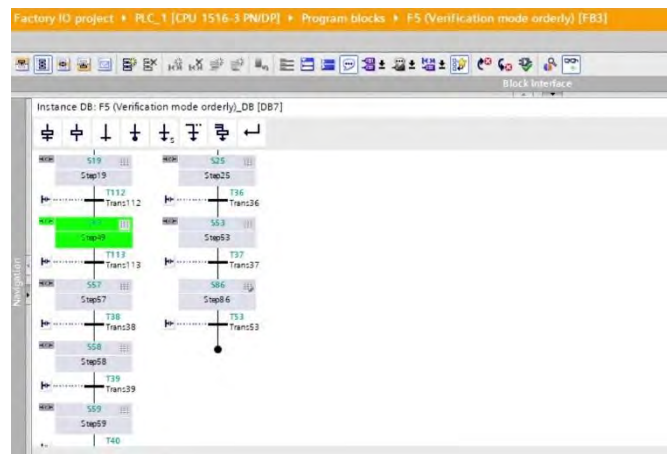 Factory IO project ▸ PLC_1 [CPU 1516-3 PN/DP] ▸ Program blocks ▸ F5 (Verification mode orderly) [FB3]
Block Interface
Instance DB: F5 (Verification mode orderly)_DB [DB7]
S19
Step19
T112
Trans112
Step49
T113
Trans113
S57
Step57
T38
Trans38
S58
Step58
T39
Trans39
S59
Step59
T40
S25
Step25
T36
Trans36
S53
Step53
T37
Trans37
S86
Step86
T53
Trans53
Navigation